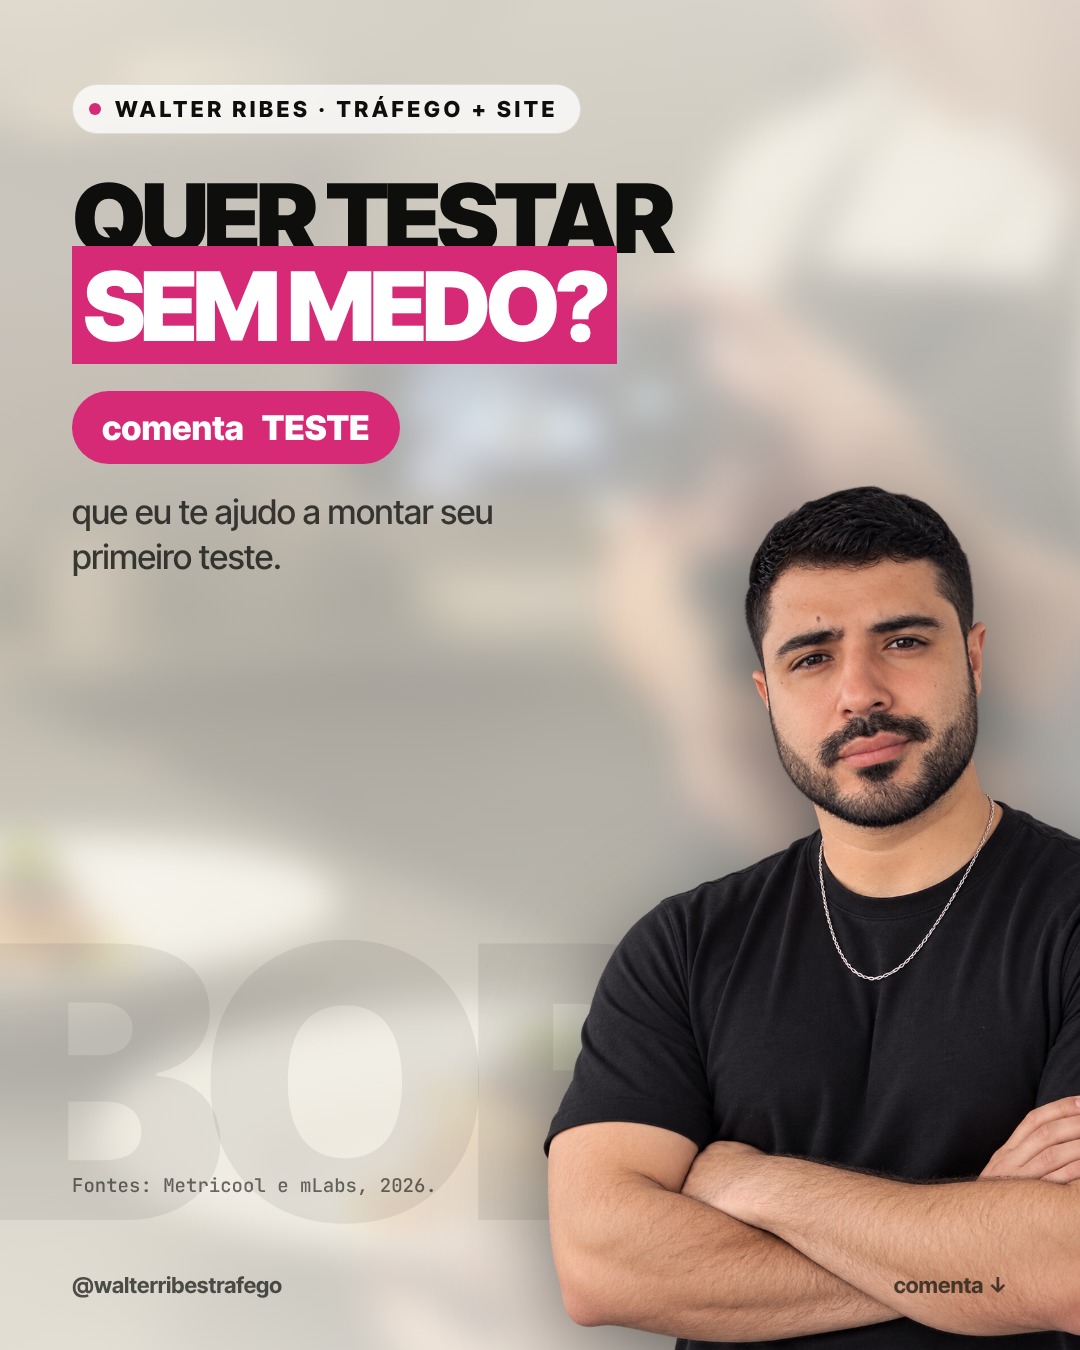 WALTER RIBES · TRÁFEGO + SITE
QUER TESTAR
SEM MEDO?
comenta TESTE
que eu te ajudo a montar seu
primeiro teste.
BO
Fontes: Metricool e mLabs, 2026.
@walterribestrafego
comenta ↓